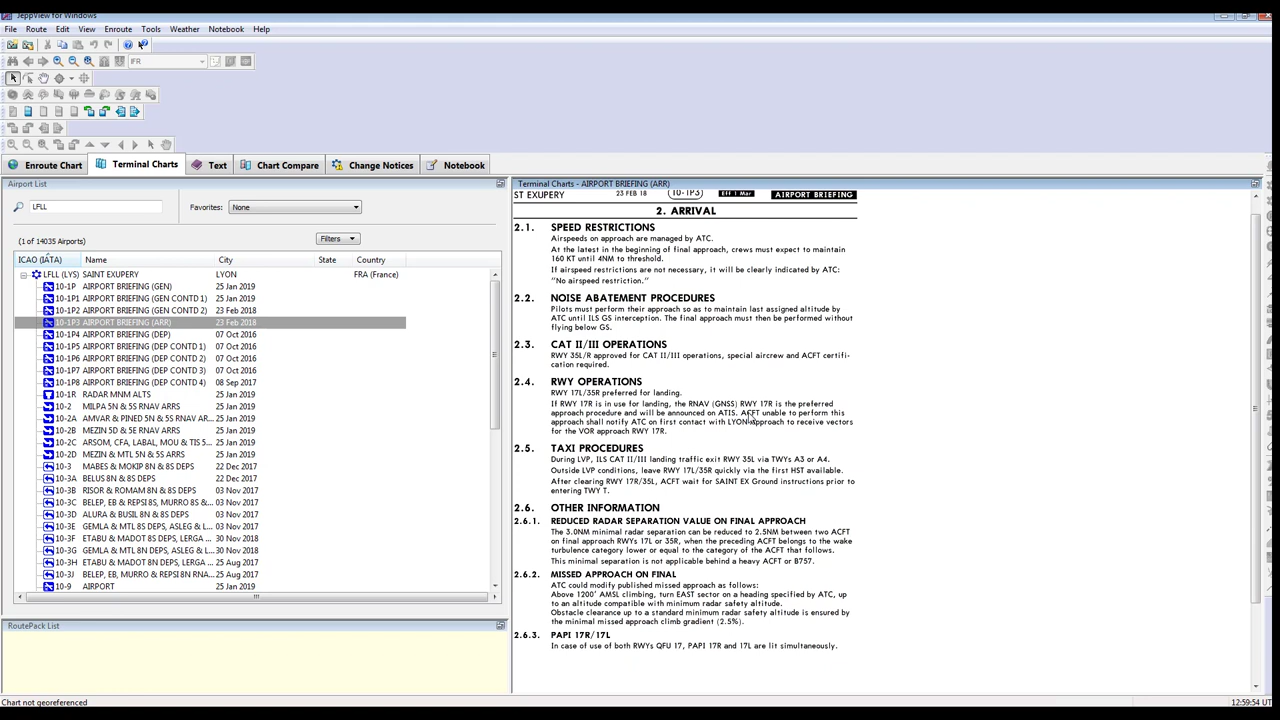 JeppView for Windows
File Route Edit View Enroute Tools Weather Notebook Help
IFR
Enroute Chart Terminal Charts Text Chart Compare Change Notices Notebook
Airport List
LFLL Favorites: None
(1 of 14035 Airports) Filters
ICAO (IATA) Name City State Country
LFLL (LYS) SAINT EXUPERY LYON FRA (France)
10-1P AIRPORT BRIEFING (GEN) 25 Jan 2019
10-1P1 AIRPORT BRIEFING (GEN CONTD 1) 25 Jan 2019
10-1P2 AIRPORT BRIEFING (GEN CONTD 2) 23 Feb 2018
10-1P3 AIRPORT BRIEFING (ARR) 23 Feb 2018
10-1P4 AIRPORT BRIEFING (DEP) 07 Oct 2016
10-1P5 AIRPORT BRIEFING (DEP CONTD 1) 07 Oct 2016
10-1P6 AIRPORT BRIEFING (DEP CONTD 2) 07 Oct 2016
10-1P7 AIRPORT BRIEFING (DEP CONTD 3) 07 Oct 2016
10-1P8 AIRPORT BRIEFING (DEP CONTD 4) 08 Sep 2017
10-1R RADAR MNM ALTS 25 Jan 2019
10-2 MILPA 5N & 5S RNAV ARRS 25 Jan 2019
10-2A AMVAR & PINED 5N & 5S RNAV ARRS 25 Jan 2019
10-2B MEZIN 5D & 5E RNAV ARRS 25 Jan 2019
10-2C ARSOM, CFA, LABAL, MOU & TIS 5... 25 Jan 2019
10-2D MEZIN & MTL 5N & 5S RNAV ARRS 25 Jan 2019
10-3 MABES & MOKIP 8N & 8S DEPS 22 Dec 2017
10-3A BELUS 8N & 8S DEPS 22 Dec 2017
10-3B RISOR & ROMAM 8N & 8S DEPS 03 Nov 2017
10-3C BELEP, EB & REPSI 8S, MURRO 8S &... 03 Nov 2017
10-3D ALURA & BUSIL 8N & 8S DEPS 03 Nov 2017
10-3E GEMLA & MTL 8S DEPS, ASLEG & L... 03 Nov 2017
10-3F ETABU & MADOT 8S DEPS, LERGA ... 30 Nov 2018
10-3G GEMLA & MTL 8N DEPS, ASLEG & L... 30 Nov 2018
10-3H ETABU & MADOT 8N DEPS, LERGA ... 25 Aug 2017
10-3J BELEP, EB, MURRO & REPSI 8N RNA... 25 Aug 2017
10-9 AIRPORT 25 Jan 2019
RoutePack List
Chart not georeferenced
Terminal Charts - AIRPORT BRIEFING (ARR)
ST EXUPERY 23 FEB 18 10-1P3 Eff 1 Mar AIRPORT BRIEFING
2. ARRIVAL
2.1. SPEED RESTRICTIONS
Airspeeds on approach are managed by ATC.
At the latest in the beginning of final approach, crews must expect to maintain
160 KT until 4NM to threshold.
If airspeed restrictions are not necessary, it will be clearly indicated by ATC:
"No airspeed restriction."
2.2. NOISE ABATEMENT PROCEDURES
Pilots must perform their approach so as to maintain last assigned altitude by
ATC until ILS GS interception. The final approach must then be performed without
flying below GS.
2.3. CAT II/III OPERATIONS
RWY 35L/R approved for CAT II/III operations, special aircrew and ACFT certifi-
cation required.
2.4. RWY OPERATIONS
RWY 17L/35R preferred for landing.
If RWY 17R is in use for landing, the RNAV (GNSS) RWY 17R is the preferred
approach procedure and will be announced on ATIS. ACFT unable to perform this
approach shall notify ATC on first contact with LYON Approach to receive vectors
for the VOR approach RWY 17R.
2.5. TAXI PROCEDURES
During LVP, ILS CAT II/III landing traffic exit RWY 35L via TWYs A3 or A4.
Outside LVP conditions, leave RWY 17L/35R quickly via the first HST available.
After clearing RWY 17R/35L, ACFT wait for SAINT EX Ground instructions prior to
entering TWY T.
2.6. OTHER INFORMATION
2.6.1. REDUCED RADAR SEPARATION VALUE ON FINAL APPROACH
The 3.0NM minimal radar separation can be reduced to 2.5NM between two ACFT
on final approach RWYs 17L or 35R, when the preceding ACFT belongs to the wake
turbulence category lower or equal to the category of the ACFT that follows.
This minimal separation is not applicable behind a heavy ACFT or B757.
2.6.2. MISSED APPROACH ON FINAL
ATC could modify published missed approach as follows:
Above 1200' AMSL climbing, turn EAST sector on a heading specified by ATC, up
to an altitude compatible with minimum radar safety altitude.
Obstacle clearance up to a standard minimum radar safety altitude is ensured by
the minimal missed approach climb gradient (2.5%).
2.6.3. PAPI 17R/17L
In case of use of both RWYs QFU 17, PAPI 17R and 17L are lit simultaneously.
12:59:54 UT